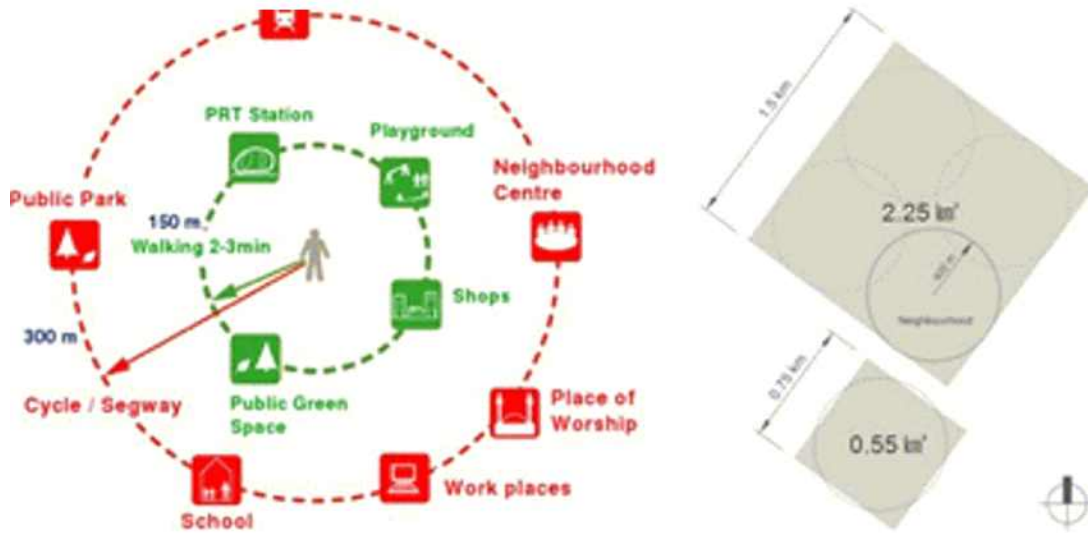 PRT Station
Playground
Neighbourhood
Centre
Public Park
150 m
Walking 2-3min
Shops
300 m
Cycle / Segway
Public Green
Space
Place of
Worship
Work places
School
1.5 km
2.25 ㎢
Neighbourhood
0.75 km
0.55 ㎢